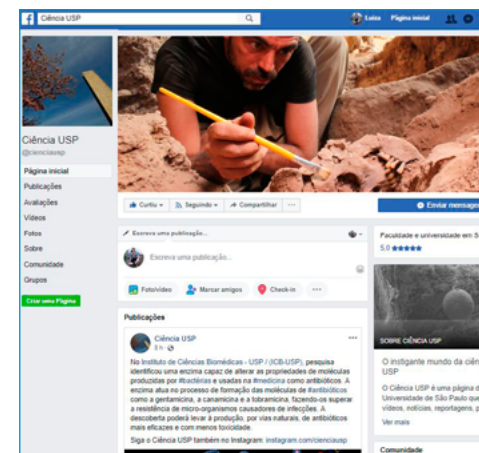 Ciência USP
Luiza Página inicial
Ciência USP
@cienciausp
Página inicial
Publicações
Avaliações
Vídeos
Fotos
Sobre
Comunidade
Grupos
Criar uma Página
Curtiu Seguindo Compartilhar
Enviar mensagem
Escreva uma publicação...
Escreva uma publicação...
Foto/vídeo Marcar amigos Check-in
Publicações
Ciência USP
8 h
No Instituto de Ciências Biomédicas - USP / (ICB-USP), pesquisa
identificou uma enzima capaz de alterar as propriedades de moléculas
produzidas por #bactérias e usadas na #medicina como antibióticos. A
enzima atua no processo de formação das moléculas de #antibióticos
como a gentamicina, a canamicina e a tobramicina, fazendo-os superar
a resistência de micro-organismos causadores de infecções. A
descoberta poderá levar à produção, por vias naturais, de antibióticos
mais eficazes e com menos toxicidade.
Siga o Ciência USP também no Instagram: instagram.com/cienciausp
Faculdade e universidade em S
5,0 ★★★★★
SOBRE CIÊNCIA USP
O instigante mundo da ciên
USP
O Ciência USP é uma página d
Universidade de São Paulo que
vídeos, notícias, reportagens, p
Ver mais
Comunidade